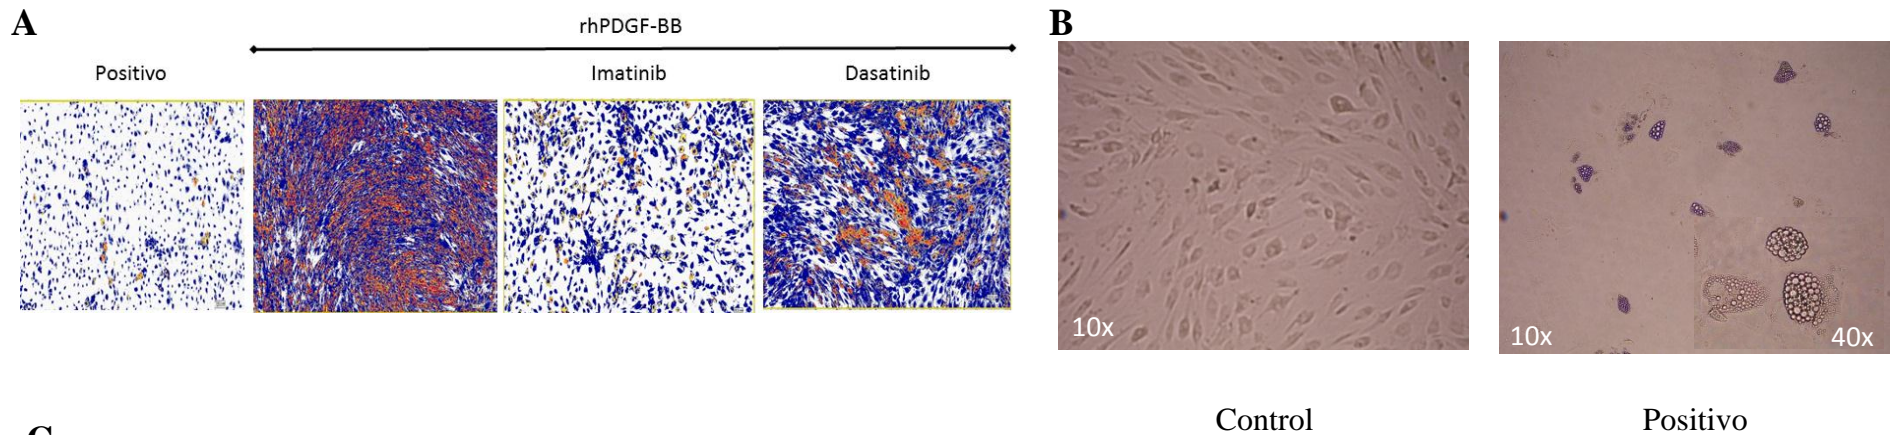 A
rhPDGF-BB
Positivo
Imatinib
Dasatinib
B
10x
10x
40x
Control
Positivo
C